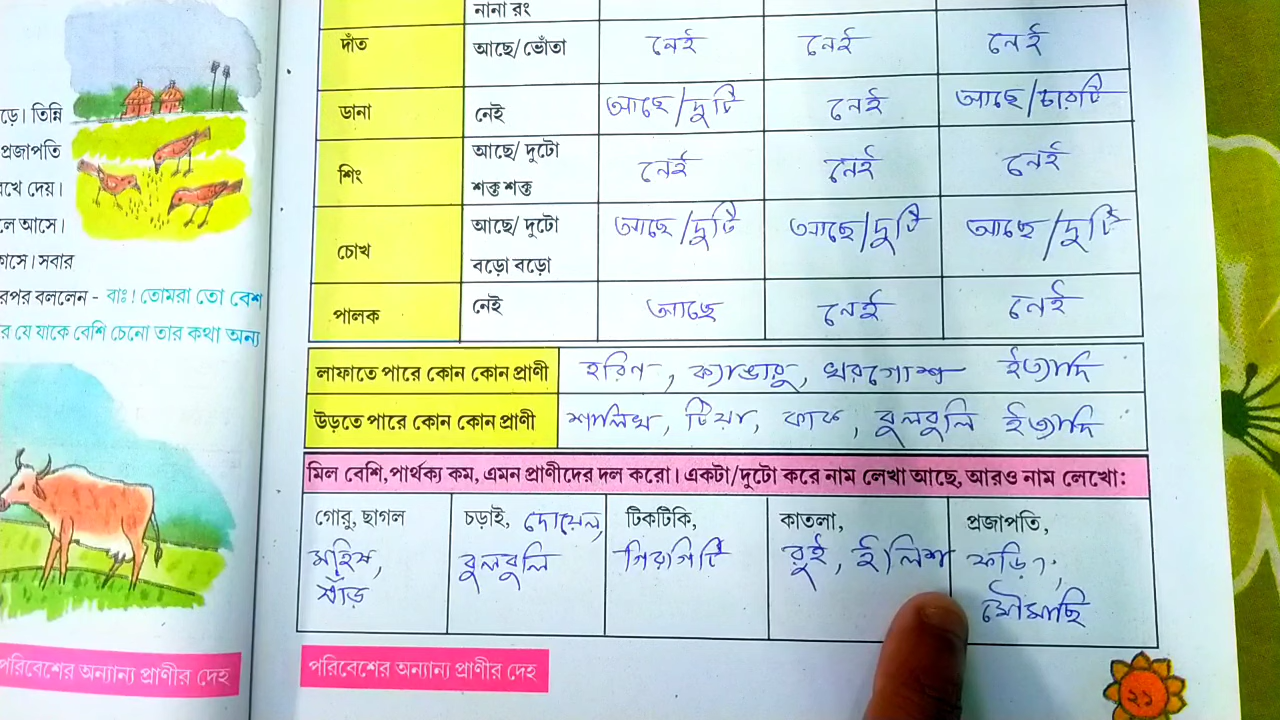 নানা রং
দাঁত আছে/ ভোঁতা নেই নেই নেই
ডানা নেই আছে/দুটি নেই আছে/চারটি
শিং আছে/ দুটো শক্ত শক্ত নেই নেই নেই
চোখ আছে/ দুটো বড়ো বড়ো আছে/দুটি আছে/দুটি আছে/দুটি
পালক নেই আছে নেই নেই
লাফাতে পারে কোন কোন প্রাণী হরিণ, ক্যাঙারু, খরগোশ ইত্যাদি
উড়তে পারে কোন কোন প্রাণী শালিখ, টিয়া, কাক, বুলবুলি ইত্যাদি
মিল বেশি, পার্থক্য কম, এমন প্রাণীদের দল করো। একটা/দুটো করে নাম লেখা আছে, আরও নাম লেখো:
গোরু, ছাগল মহিষ, ষাঁড়
চড়াই, দোয়েল, বুলবুলি
টিকটিকি, গিরগিটি
কাতলা, রুই, ইলিশ
প্রজাপতি, ফড়িং, মৌমাছি
পরিবেশের অন্যান্য প্রাণীর দেহ
২১
ড়ে। তিন্নি
প্রজাপতি
খে দেয়।
লে আসে।
সবার
রপর বললেন - বাঃ! তোমরা তো বেশ
র যে যাকে বেশি চেনো তার কথা অন্য
পরিবেশের অন্যান্য প্রাণীর দেহ